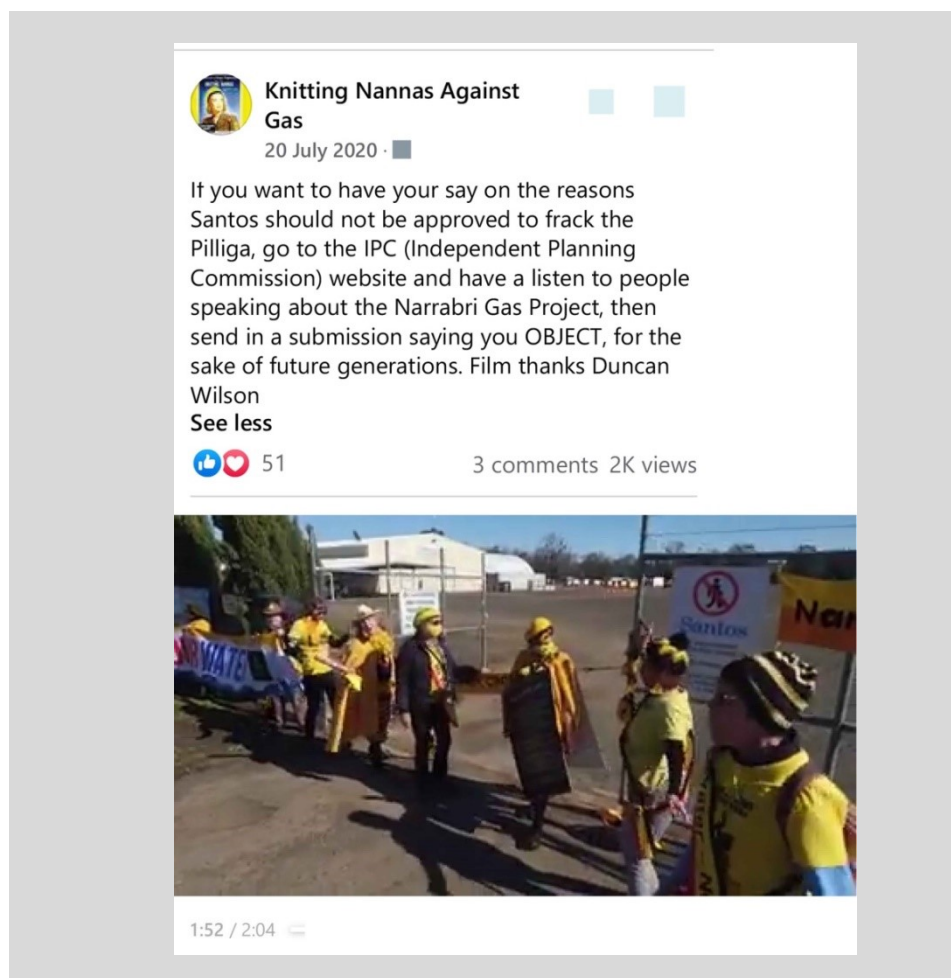 Knitting Nannas Against
Gas
20 July 2020 ·
If you want to have your say on the reasons
Santos should not be approved to frack the
Pilliga, go to the IPC (Independent Planning
Commission) website and have a listen to people
speaking about the Narrabri Gas Project, then
send in a submission saying you OBJECT, for the
sake of future generations. Film thanks Duncan
Wilson
See less
51
3 comments 2K views
Santos
Nar
WATE
1:52 / 2:04